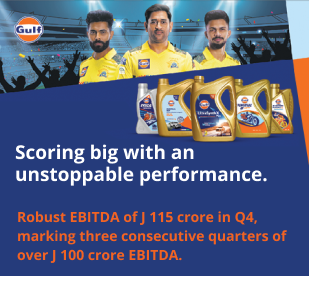 Gulf
Scoring big with an
unstoppable performance.
Robust EBITDA of J 115 crore in Q4,
marking three consecutive quarters of
over J 100 crore EBITDA.